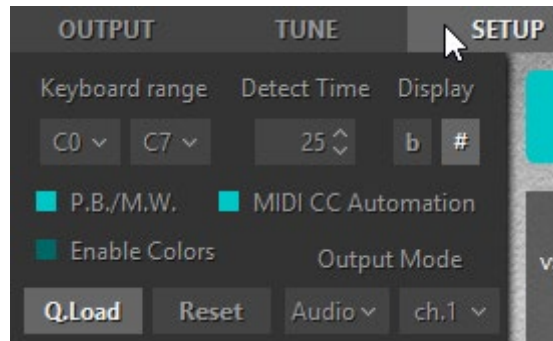 OUTPUT TUNE SETUP
Keyboard range Detect Time Display
C0 C7 25 b #
P.B./M.W. MIDI CC Automation
Enable Colors Output Mode
Q.Load Reset Audio ch.1